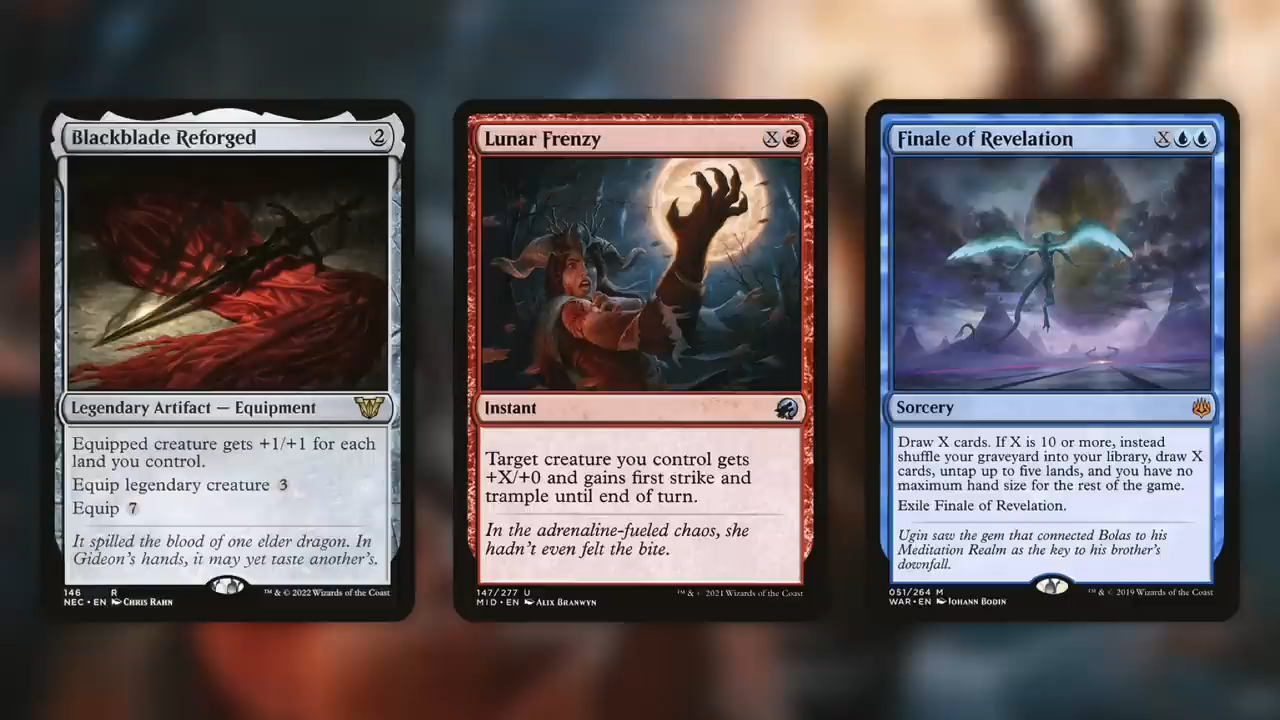 Blackblade Reforged 2
Legendary Artifact — Equipment
Equipped creature gets +1/+1 for each
land you control.
Equip legendary creature 3
Equip 7
It spilled the blood of one elder dragon. In
Gideon's hands, it may yet taste another's.
146 R
NEC • EN Chris Rahn
™ & © 2022 Wizards of the Coast
Lunar Frenzy X
Instant
Target creature you control gets
+X/+0 and gains first strike and
trample until end of turn.
In the adrenaline-fueled chaos, she
hadn't even felt the bite.
147/277 U
MID • EN Alix Branwyn
™ & © 2021 Wizards of the Coast
Finale of Revelation X
Sorcery
Draw X cards. If X is 10 or more, instead
shuffle your graveyard into your library, draw X
cards, untap up to five lands, and you have no
maximum hand size for the rest of the game.
Exile Finale of Revelation.
Ugin saw the gem that connected Bolas to his
Meditation Realm as the key to his brother's
downfall.
051/264 M
WAR • EN Johann Bodin
™ & © 2019 Wizards of the Coast